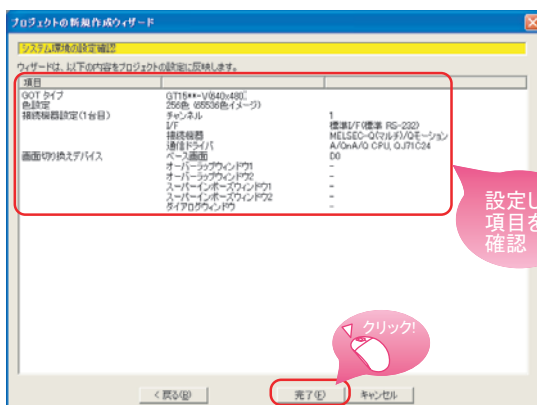 プロジェクトの新規作成ウィザード
システム環境の設定確認
ウィザードは、以下の内容をプロジェクトの設定に反映します。
項目
GOT タイプ GT15**-V(640x480)
色設定 256色 (65536色イメージ)
接続機器設定(1台目) チャンネル 1
I/F 標準I/F(標準 RS-232)
接続機器 MELSEC-Q(マルチ)/Qモーション
通信ドライバ A/QnA/Q CPU, QJ71C24
画面切り換えデバイス ベース画面 D0
オーバーラップウィンドウ1 -
オーバーラップウィンドウ2 -
スーパーインポーズウィンドウ1 -
スーパーインポーズウィンドウ2 -
ダイアログウィンドウ -
設定し
項目を
確認
クリック!
< 戻る(B)
完了(F)
キャンセル